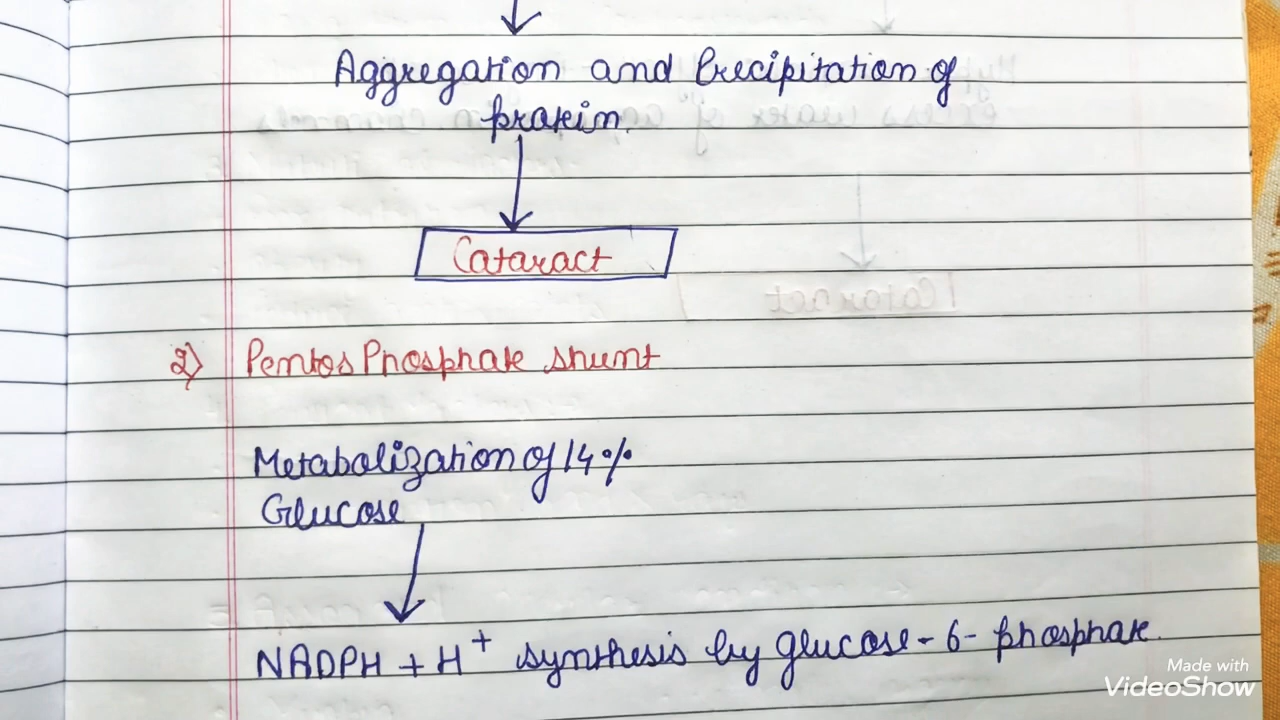 Aggregation and Precipitation of
protein.
Cataract
2) Pentos Phosphate shunt
Metabolization of 14%
Glucose
NADPH + H+ synthesis by glucose - 6 - phosphate.
Made with
VideoShow